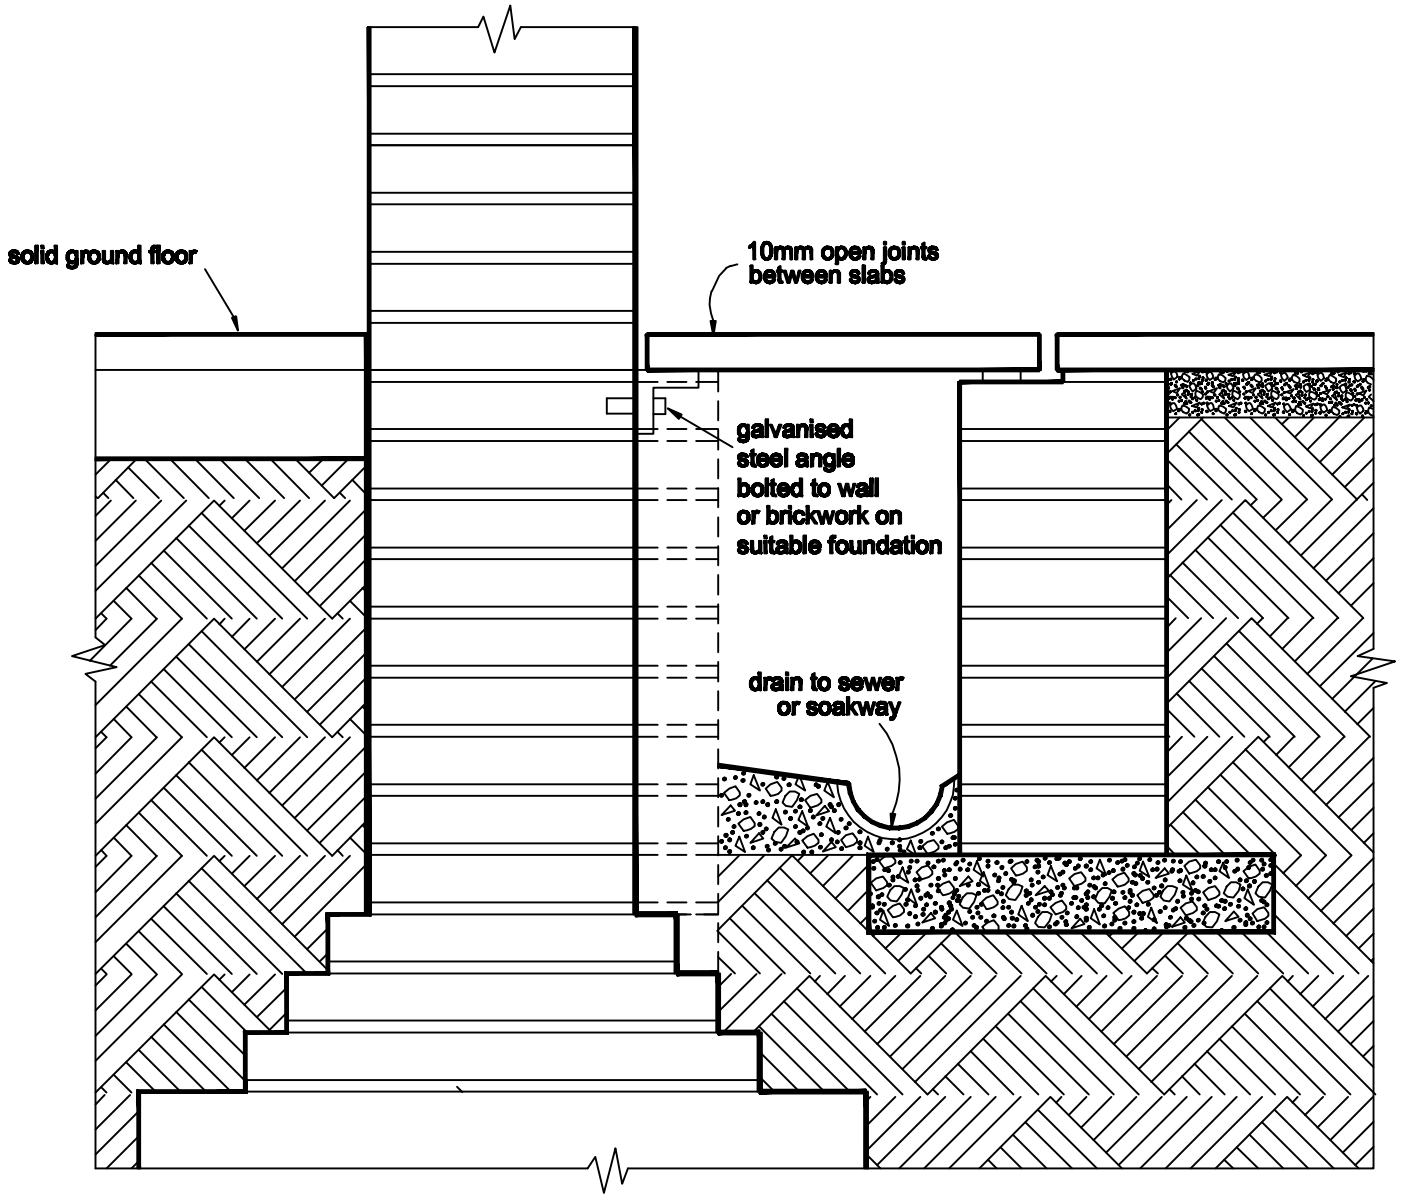 solid ground floor
10mm open joints
between slabs
galvanised
steel angle
bolted to wall
or brickwork on
suitable foundation
drain to sewer
or soakway